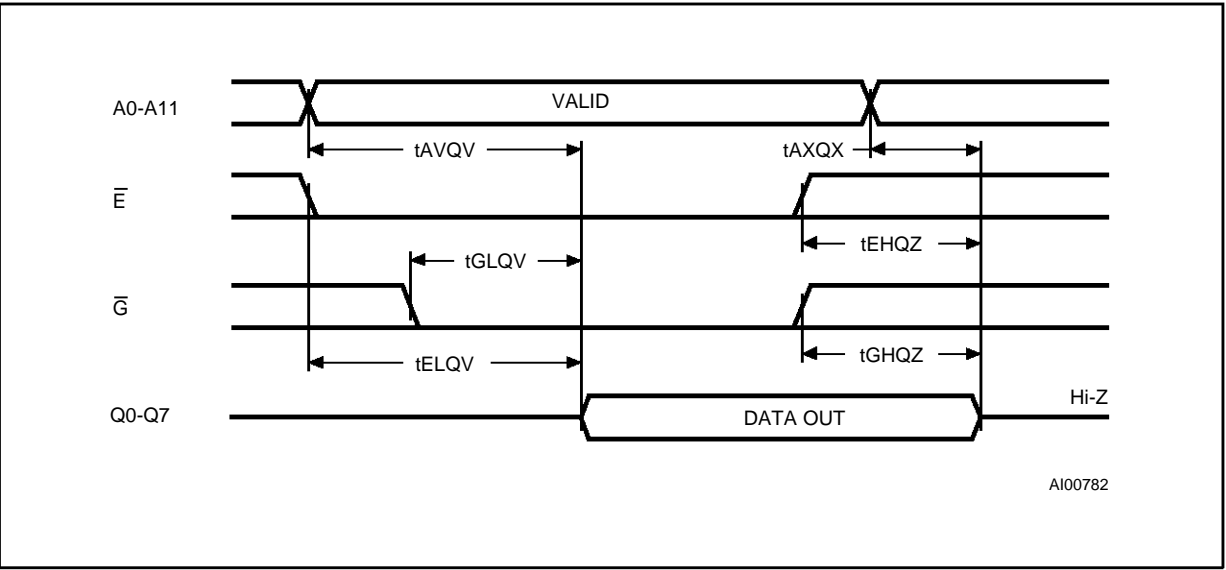 A0-A11
VALID
tAVQV
tAXQX
E̅
tEHQZ
tGLQV
G̅
tGHQZ
tELQV
Q0-Q7
DATA OUT
Hi-Z
AI00782